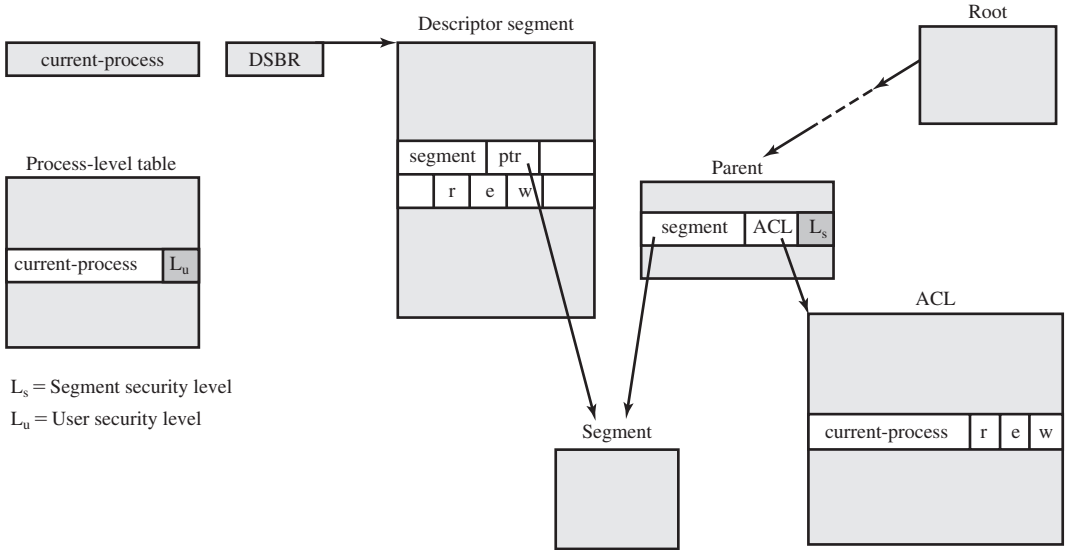 Descriptor segment
Root
current-process
DSBR
segment ptr
r e w
Process-level table
current-process Lu
Parent
segment ACL Ls
ACL
current-process r e w
Ls = Segment security level
Lu = User security level
Segment